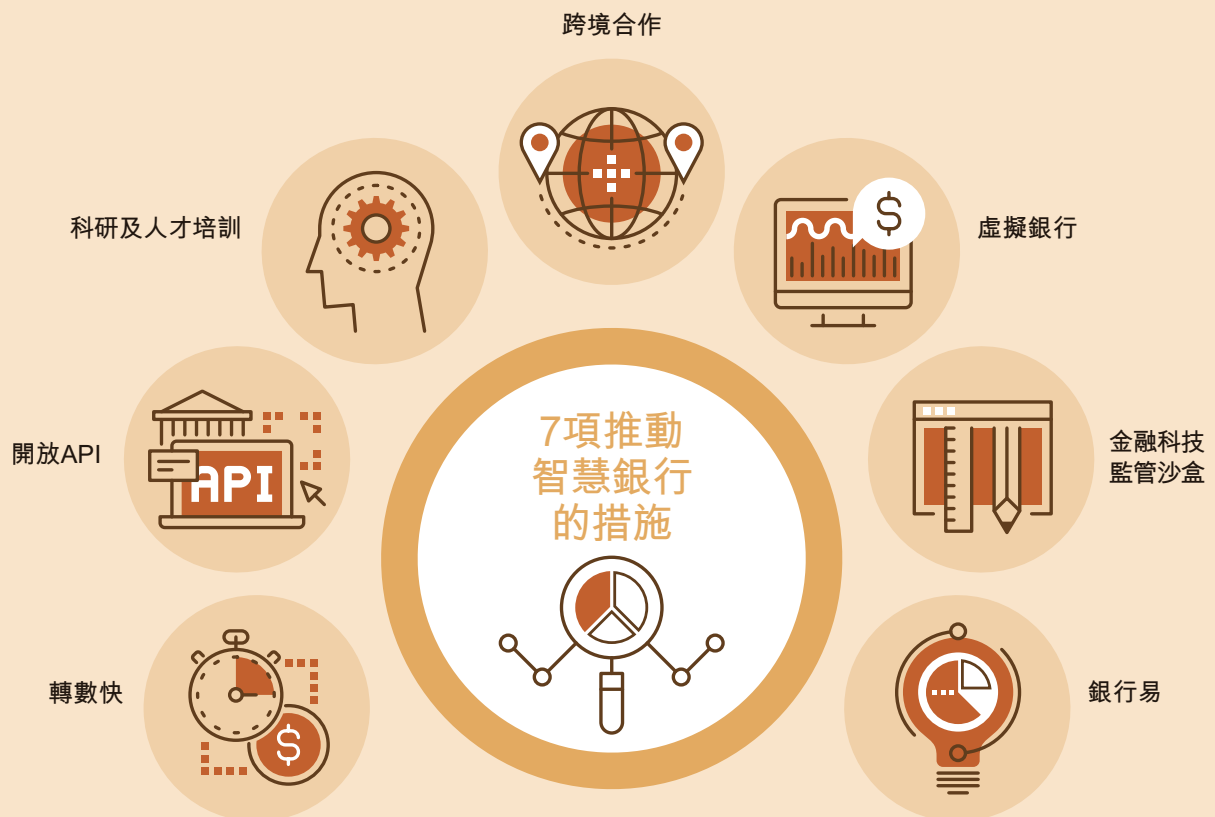 跨境合作
科研及人才培訓
虛擬銀行
開放API
API
7項推動
智慧銀行
的措施
金融科技
監管沙盒
轉數快
銀行易
$
$